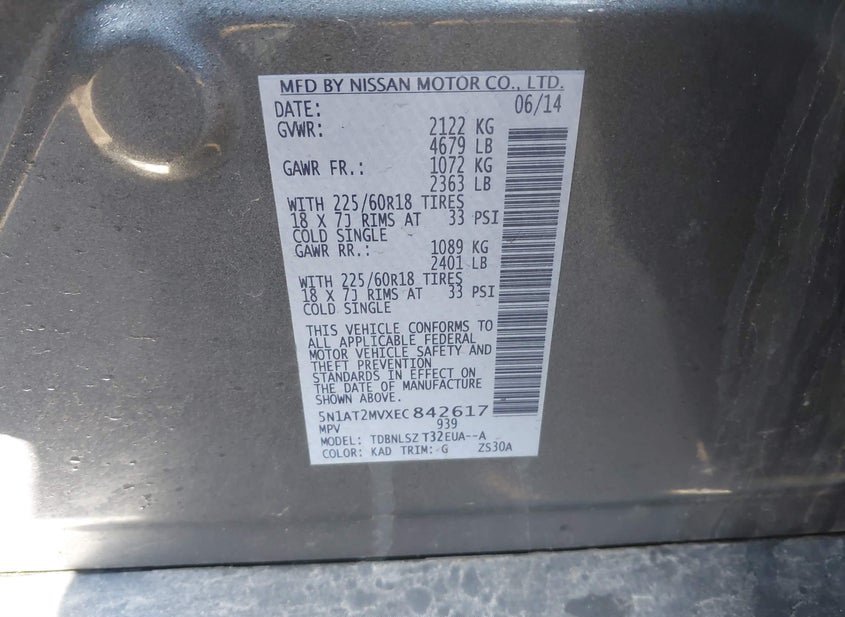 MFD BY NISSAN MOTOR CO., LTD.
DATE: 06/14
GVWR: 2122 KG
4679 LB
GAWR FR.: 1072 KG
2363 LB
WITH 225/60R18 TIRES
18 X 7J RIMS AT 33 PSI
COLD SINGLE
GAWR RR.: 1089 KG
2401 LB
WITH 225/60R18 TIRES
18 X 7J RIMS AT 33 PSI
COLD SINGLE
THIS VEHICLE CONFORMS TO
ALL APPLICABLE FEDERAL
MOTOR VEHICLE SAFETY AND
THEFT PREVENTION
STANDARDS IN EFFECT ON
THE DATE OF MANUFACTURE
SHOWN ABOVE.
5N1AT2MVXEC842617
MPV 939
MODEL: TDBNLSZ T32EUA--A
COLOR: KAD TRIM: G ZS30A